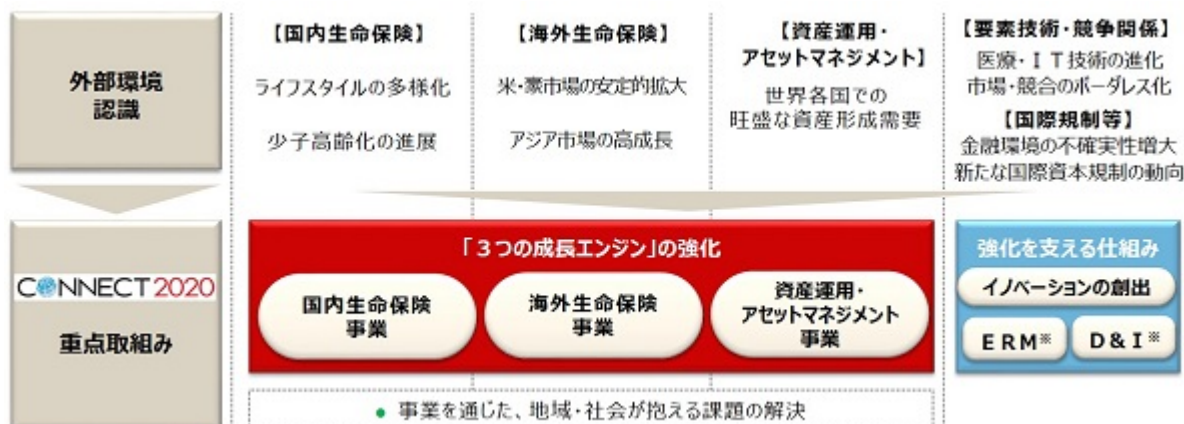 外部環境
認識
【国内生命保険】
ライフスタイルの多様化
少子高齢化の進展
【海外生命保険】
米・豪市場の安定的拡大
アジア市場の高成長
【資産運用・
アセットマネジメント】
世界各国での
旺盛な資産形成需要
【要素技術・競争関係】
医療・ＩＴ技術の進化
市場・競合のボーダレス化
【国際規制等】
金融環境の不確実性増大
新たな国際資本規制の動向
CONNECT2020
重点取組み
「３つの成長エンジン」の強化
国内生命保険
事業
海外生命保険
事業
資産運用・
アセットマネジメント
事業
強化を支える仕組み
イノベーションの創出
ＥＲＭ※
Ｄ＆Ｉ※
● 事業を通じた、地域・社会が抱える課題の解決